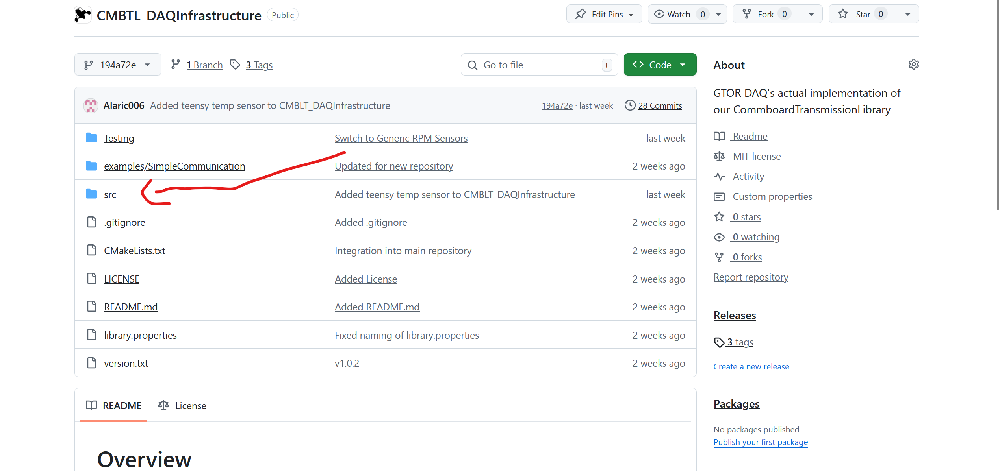 CMBTL_DAQInfrastructure Public Edit Pins Watch 0 Fork 0 Star 0
194a72e 1 Branch 3 Tags Go to file t Code
Alaric006 Added teensy temp sensor to CMBLT_DAQInfrastructure 194a72e · last week 28 Commits
Testing Switch to Generic RPM Sensors last week
examples/SimpleCommunication Updated for new repository 2 weeks ago
src Added teensy temp sensor to CMBLT_DAQInfrastructure last week
.gitignore Added .gitignore 2 weeks ago
CMakeLists.txt Integration into main repository 2 weeks ago
LICENSE Added License 2 weeks ago
README.md Added README.md 2 weeks ago
library.properties Fixed naming of library.properties 2 weeks ago
version.txt v1.0.2 2 weeks ago
README License
Overview
About
GTOR DAQ's actual implementation of
our CommboardTransmissionLibrary
Readme
MIT license
Activity
Custom properties
0 stars
0 watching
0 forks
Report repository
Releases
3 tags
Create a new release
Packages
No packages published
Publish your first package